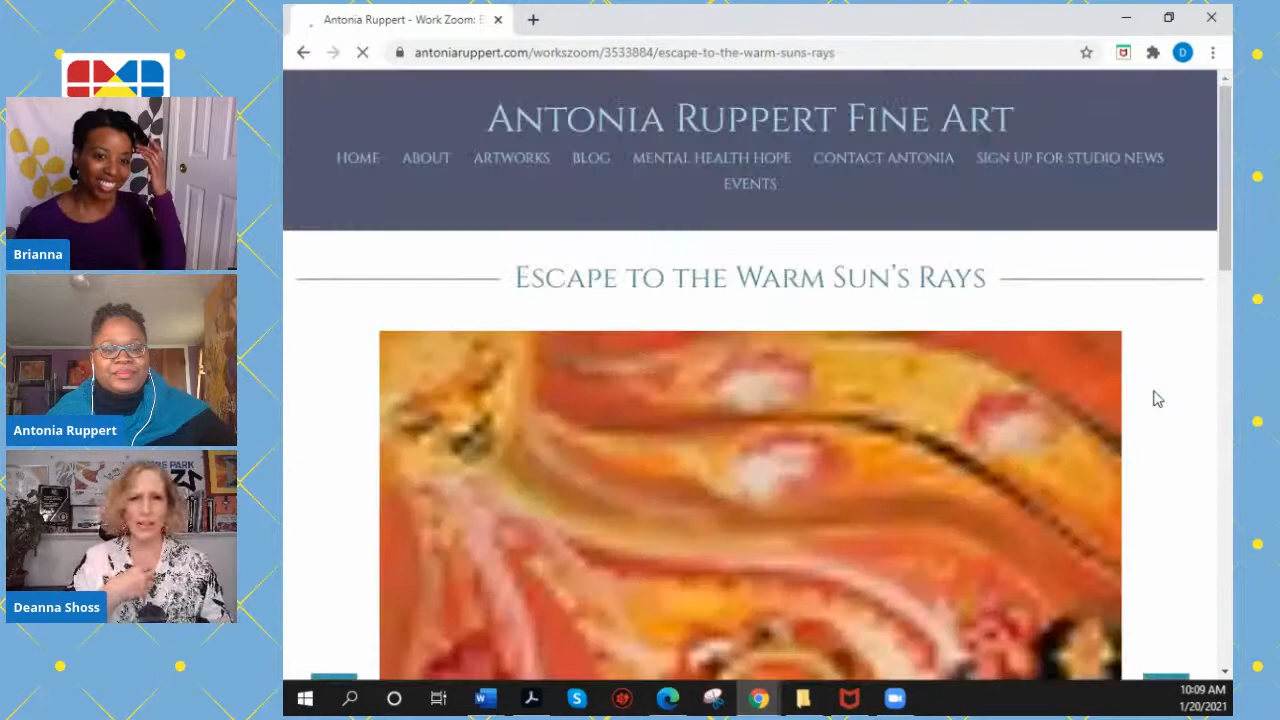 Antonia Ruppert - Work Zoom: E
antoniaruppert.com/workszoom/3533884/escape-to-the-warm-suns-rays
D
Antonia Ruppert Fine Art
HOME ABOUT ARTWORKS BLOG MENTAL HEALTH HOPE CONTACT ANTONIA SIGN UP FOR STUDIO NEWS
EVENTS
Escape to the Warm Sun's Rays
Brianna
Antonia Ruppert
Deanna Shoss
10:09 AM
1/20/2021